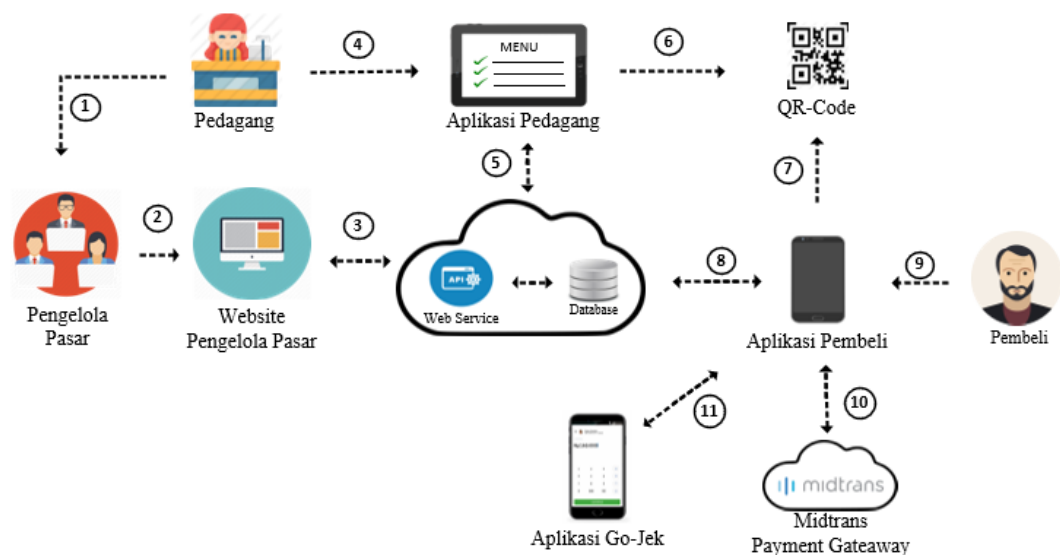 4
MENU
6
1
Pedagang
Aplikasi Pedagang
QR-Code
5
7
2
3
8
9
API
Web Service
Database
Pengelola
Pasar
Website
Pengelola Pasar
Aplikasi Pembeli
Pembeli
11
10
midtrans
Aplikasi Go-Jek
Midtrans
Payment Gateaway